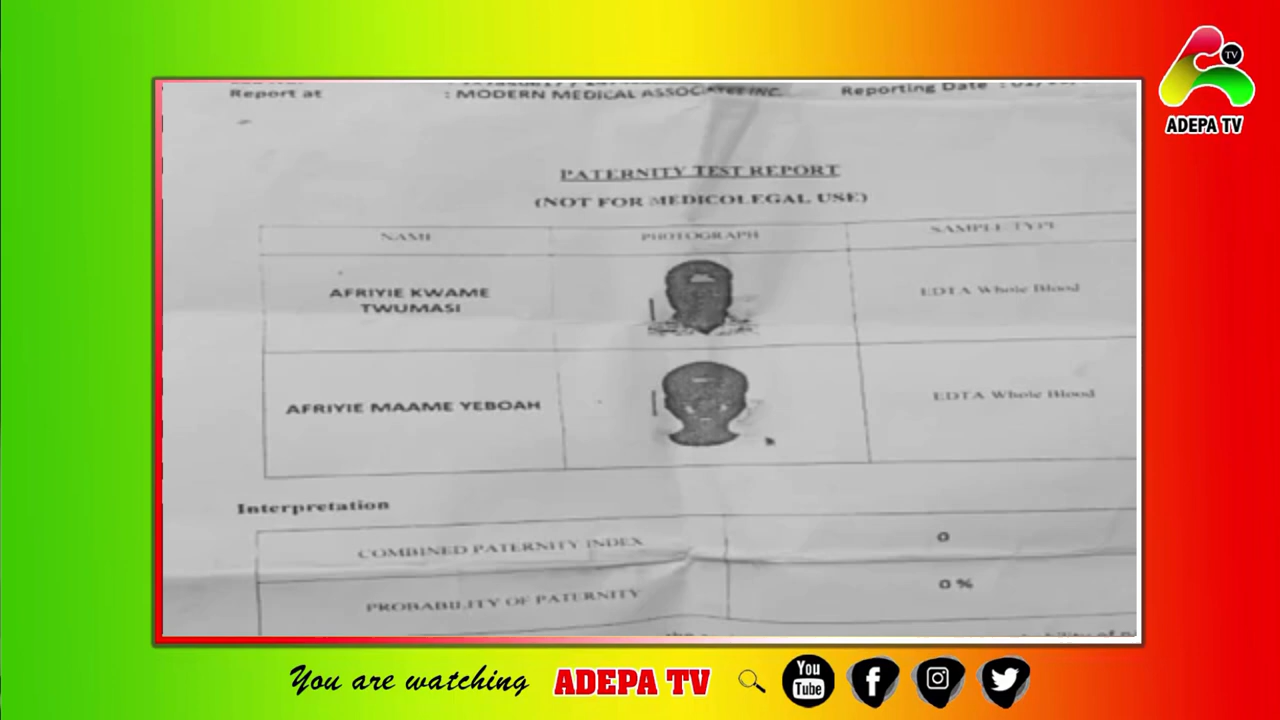 TV
ADEPA TV
Report at : MODERN MEDICAL ASSOCIATES INC. Reporting Date :
PATERNITY TEST REPORT
(NOT FOR MEDICOLEGAL USE)
NAME PHOTOGRAPH SAMPLE TYPE
AFRIYIE KWAME
TWUMASI
EDTA Whole Blood
AFRIYIE MAAME YEBOAH
EDTA Whole Blood
Interpretation
COMBINED PATERNITY INDEX 0
PROBABILITY OF PATERNITY 0 %
You are watching ADEPA TV
You
Tube